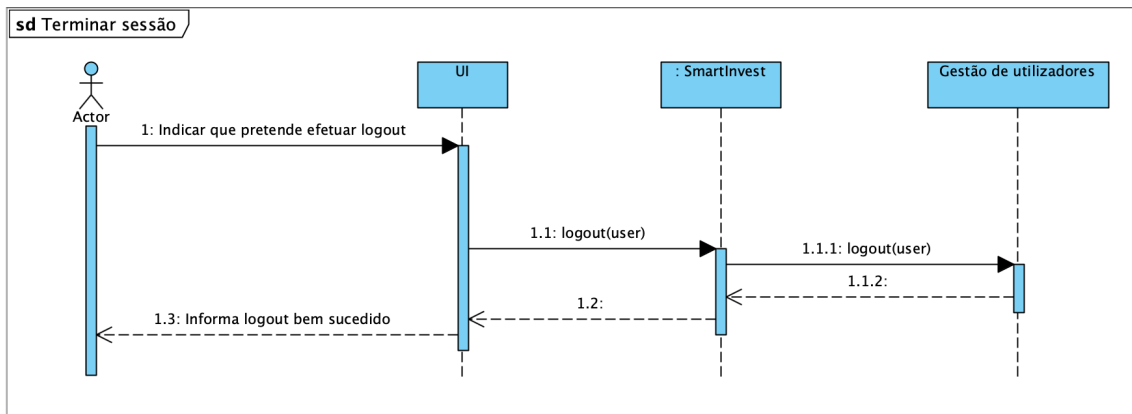 sd Terminar sessão
UI
: SmartInvest
Gestão de utilizadores
Actor
1: Indicar que pretende efetuar logout
1.1: logout(user)
1.1.1: logout(user)
1.1.2:
1.2:
1.3: Informa logout bem sucedido